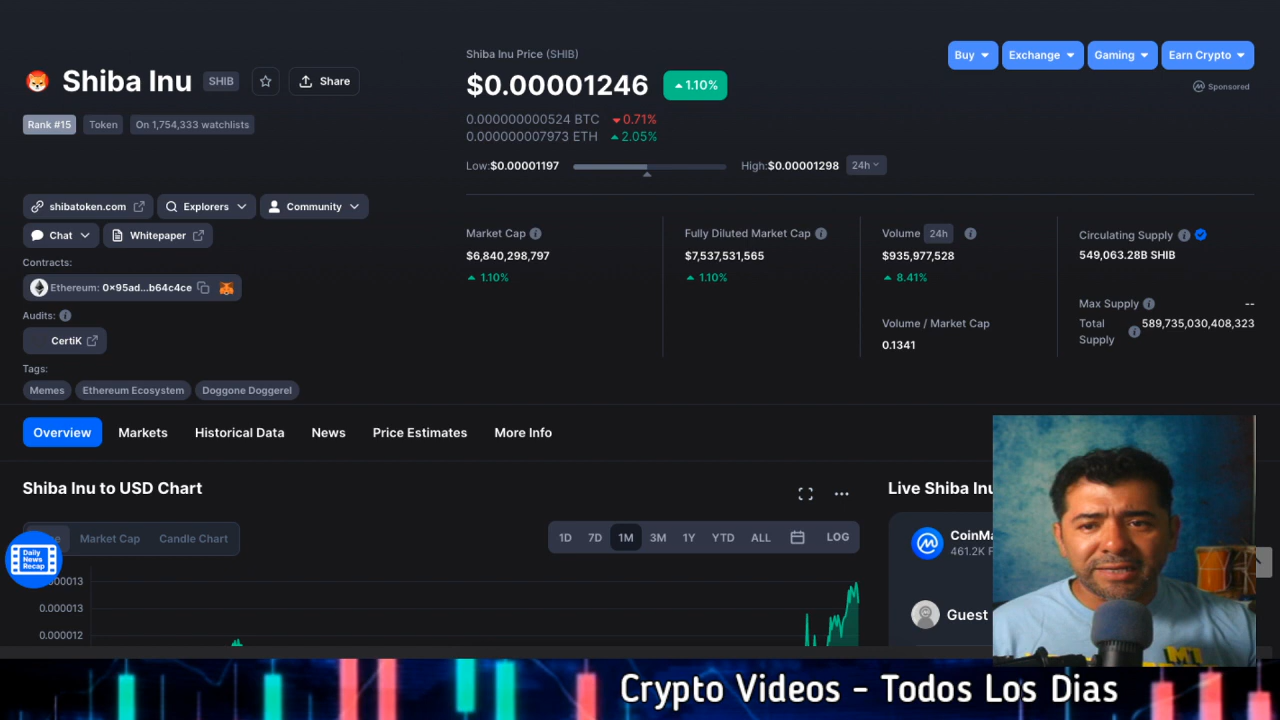 Shiba Inu SHIB Share
Rank #15 Token On 1,754,333 watchlists
shibatoken.com Explorers Community
Chat Whitepaper
Contracts:
Ethereum: 0x95ad...b64c4ce
Audits:
CertiK
Tags:
Memes Ethereum Ecosystem Doggone Doggerel
Shiba Inu Price (SHIB)
$0.00001246 1.10%
0.000000000524 BTC 0.71%
0.000000007973 ETH 2.05%
Low:$0.00001197 High:$0.00001298 24h
Buy Exchange Gaming Earn Crypto
Sponsored
Market Cap
$6,840,298,797
1.10%
Fully Diluted Market Cap
$7,537,531,565
1.10%
Volume 24h
$935,977,528
8.41%
Volume / Market Cap
0.1341
Circulating Supply
549,063.28B SHIB
Max Supply --
Total Supply 589,735,030,408,323
Overview Markets Historical Data News Price Estimates More Info
Shiba Inu to USD Chart
Market Cap Candle Chart
1D 7D 1M 3M 1Y YTD ALL LOG
Daily
News
Recap
0.000013
0.000012
Live Shiba Inu
461.2K
Guest
Crypto Videos - Todos Los Dias